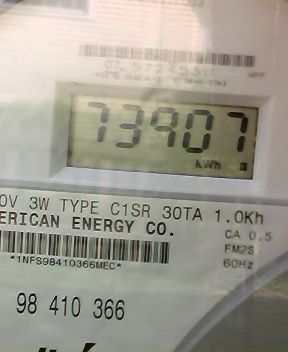 73907
kWh
0V 3W TYPE C1SR 30TA 1.0Kh
ERICAN ENERGY CO.
CA 0.5
FM2S
*1NFS98410366MEC*
60Hz
98 410 366